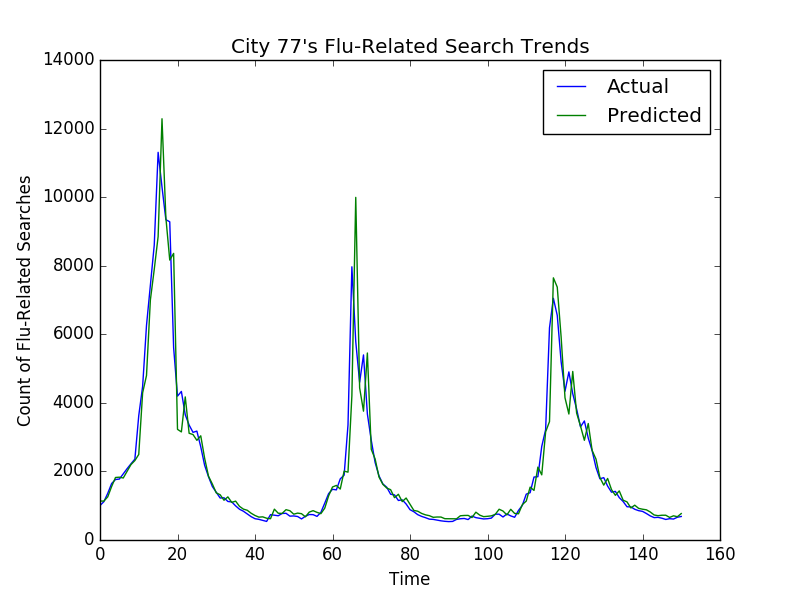 City 77's Flu-Related Search Trends
Actual
Predicted
Count of Flu-Related Searches
14000
12000
10000
8000
6000
4000
2000
0
0 20 40 60 80 100 120 140 160
Time